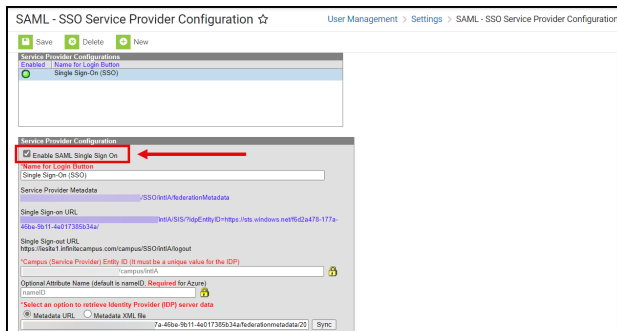 SAML - SSO Service Provider Configuration ☆
User Management > Settings > SAML - SSO Service Provider Configuration
Save Delete New
Service Provider Configurations
Enabled Name for Login Button
Single Sign-On (SSO)
Service Provider Configuration
Enable SAML Single Sign On
*Name for Login Button
Single Sign-On (SSO)
Service Provider Metadata
/SSO/intlA/federationMetadata
Single Sign-on URL
/intlA/SIS/?idpEntityID=https://sts.windows.net/f6d2a478-177a-
46be-9b11-4e017385b34a/
Single Sign-out URL
https://iesite1.infinitecampus.com/campus/SSO/intlA/logout
*Campus (Service Provider) Entity ID (It must be a unique value for the IDP)
/campus/intlA
Optional Attribute Name (default is nameID, Required for Azure)
nameID
*Select an option to retrieve Identity Provider (IDP) server data
Metadata URL Metadata XML file
7a-46be-9b11-4e017385b34a/federationmetadata/20 Sync